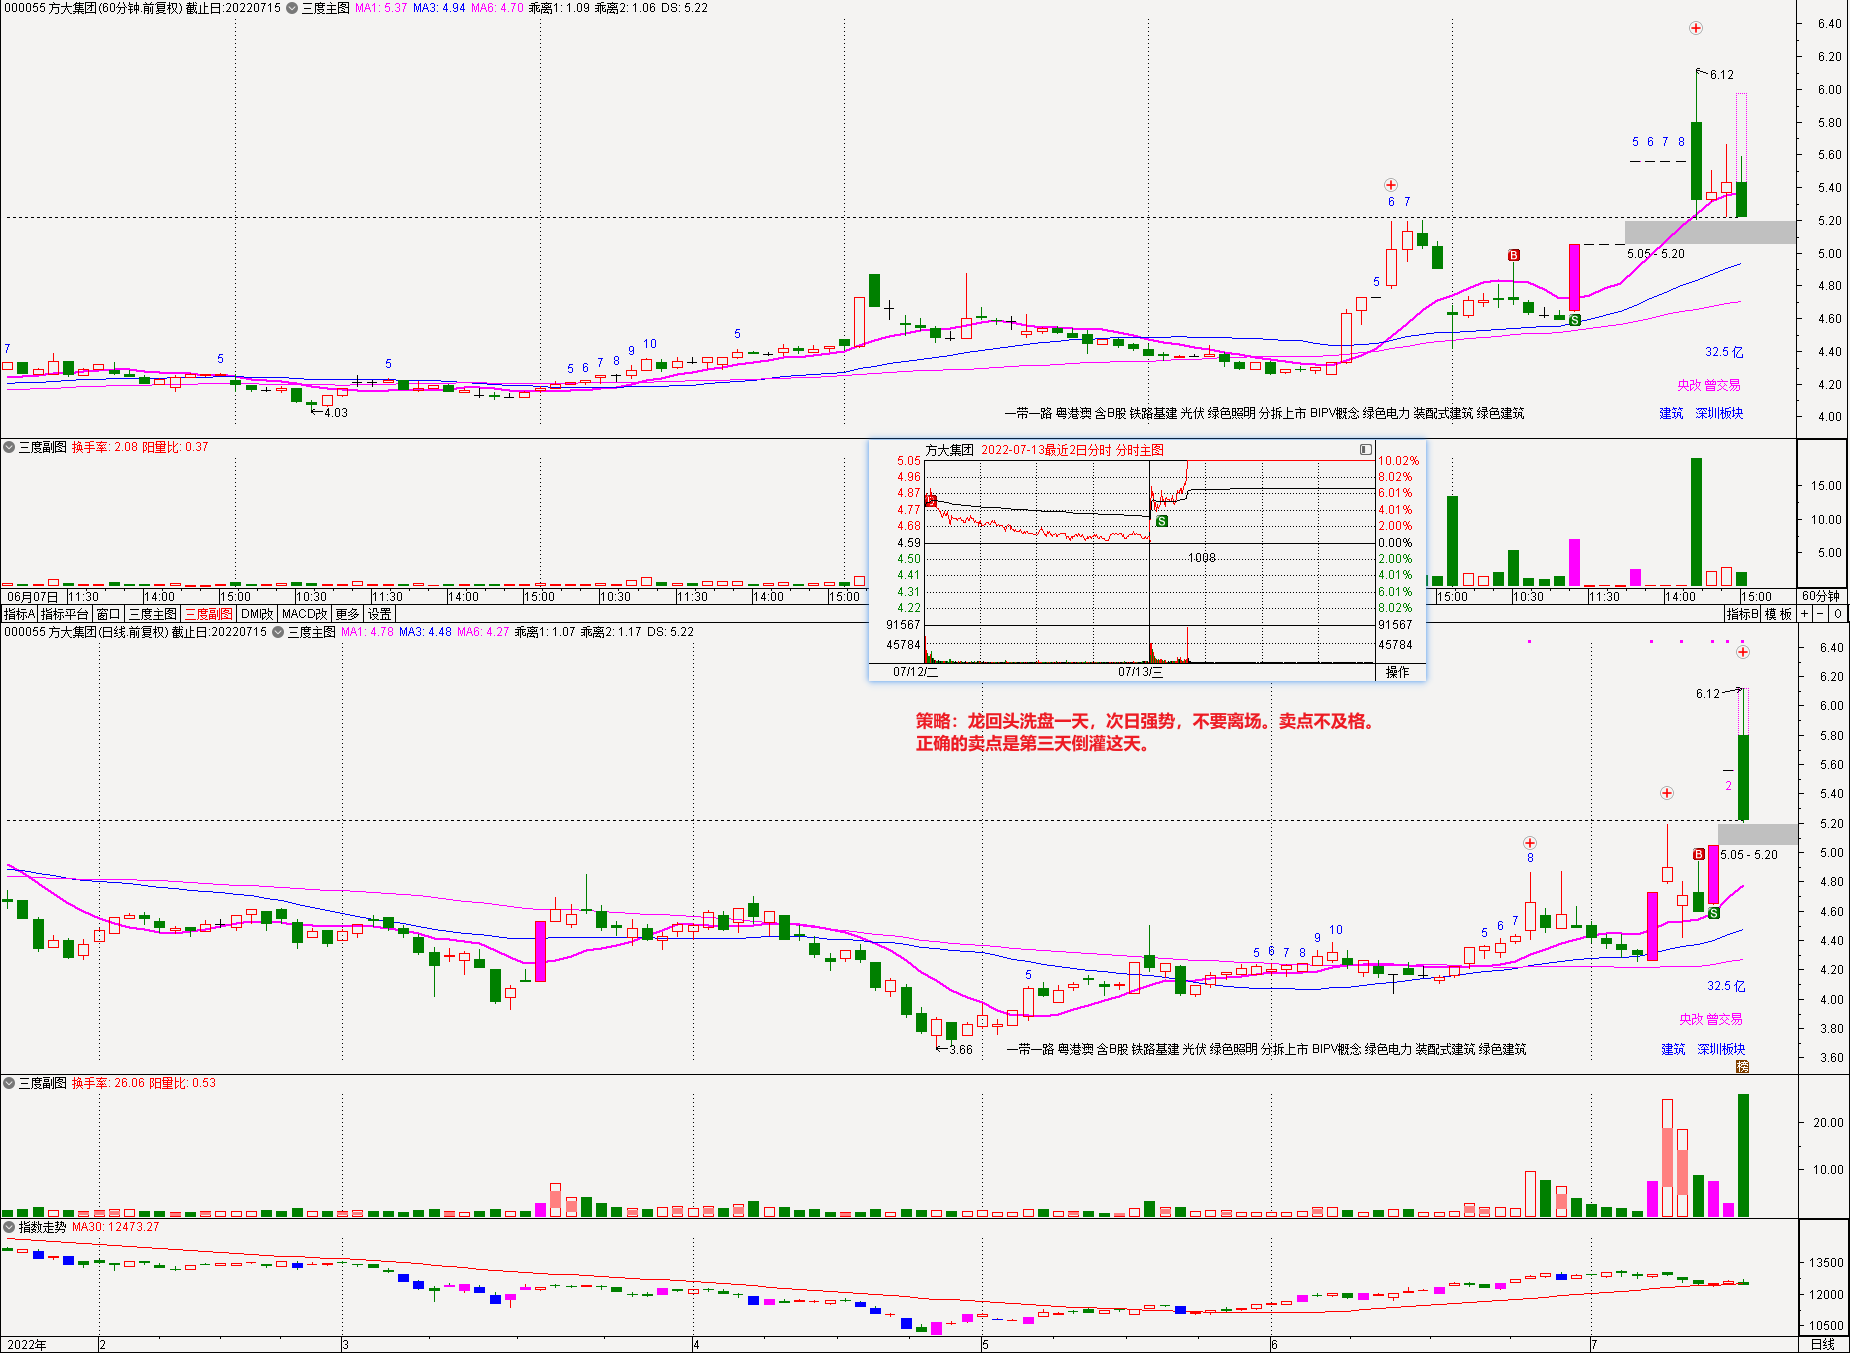 000055 方大集团(60分钟.前复权) 截止日:20220715 三度主图 MA1: 5.37 MA3: 4.94 MA6: 4.70 乖离1: 1.09 乖离2: 1.06 DS: 5.22
6.40
6.20
6.12
6.00
5.80
5 6 7 8
5.60
5.40
6 7
5.20
B
5.05 - 5.20
5.00
5
4.80
S
4.60
7
5
5
5 6 7 8 9 10
5
32.5 亿
4.40
央改 曾交易
4.20
←4.03
一带一路 粤港澳 含B股 铁路基建 光伏 绿色照明 分拆上市 BIPV概念 绿色电力 装配式建筑 绿色建筑
建筑 深圳板块
4.00
三度副图 换手率: 2.08 阳量比: 0.37
15.00
10.00
5.00
06月07日 11:30 14:00 15:00 10:30 11:30 14:00 15:00 10:30 11:30 14:00 15:00
15:00 10:30 11:30 14:00 15:00 60分钟
指标A 指标平台 窗口 三度主图 三度副图 DMI改 MACD改 更多 设置
指标B 模板 + − 0
方大集团 2022-07-13最近2日分时 分时主图
5.05 10.02%
4.96 8.02%
4.87 6.01%
4.77 4.01%
4.68 S 2.00%
4.59 0.00%
4.50 1008 2.00%
4.41 4.01%
4.31 6.01%
4.22 8.02%
91567 91567
45784 45784
07/12/二 07/13/三 操作
000055 方大集团(日线.前复权) 截止日:20220715 三度主图 MA1: 4.78 MA3: 4.48 MA6: 4.27 乖离1: 1.07 乖离2: 1.17 DS: 5.22
6.40
6.20
6.12
6.00
策略：龙回头洗盘一天，次日强势，不要离场。卖点不及格。
正确的卖点是第三天倒灌这天。
5.80
5.60
2
5.40
5.20
8
B
5.05 - 5.20
5.00
4.80
S
4.60
5 6 7
5 6 7 8 9 10
4.40
5
4.20
32.5 亿
4.00
央改 曾交易
3.80
←3.66
一带一路 粤港澳 含B股 铁路基建 光伏 绿色照明 分拆上市 BIPV概念 绿色电力 装配式建筑 绿色建筑
建筑 深圳板块
3.60
榜
三度副图 换手率: 26.06 阳量比: 0.53
20.00
10.00
指数走势 MA30: 12473.27
13500
12000
10500
2022年 2 3 4 5 6 7 日线